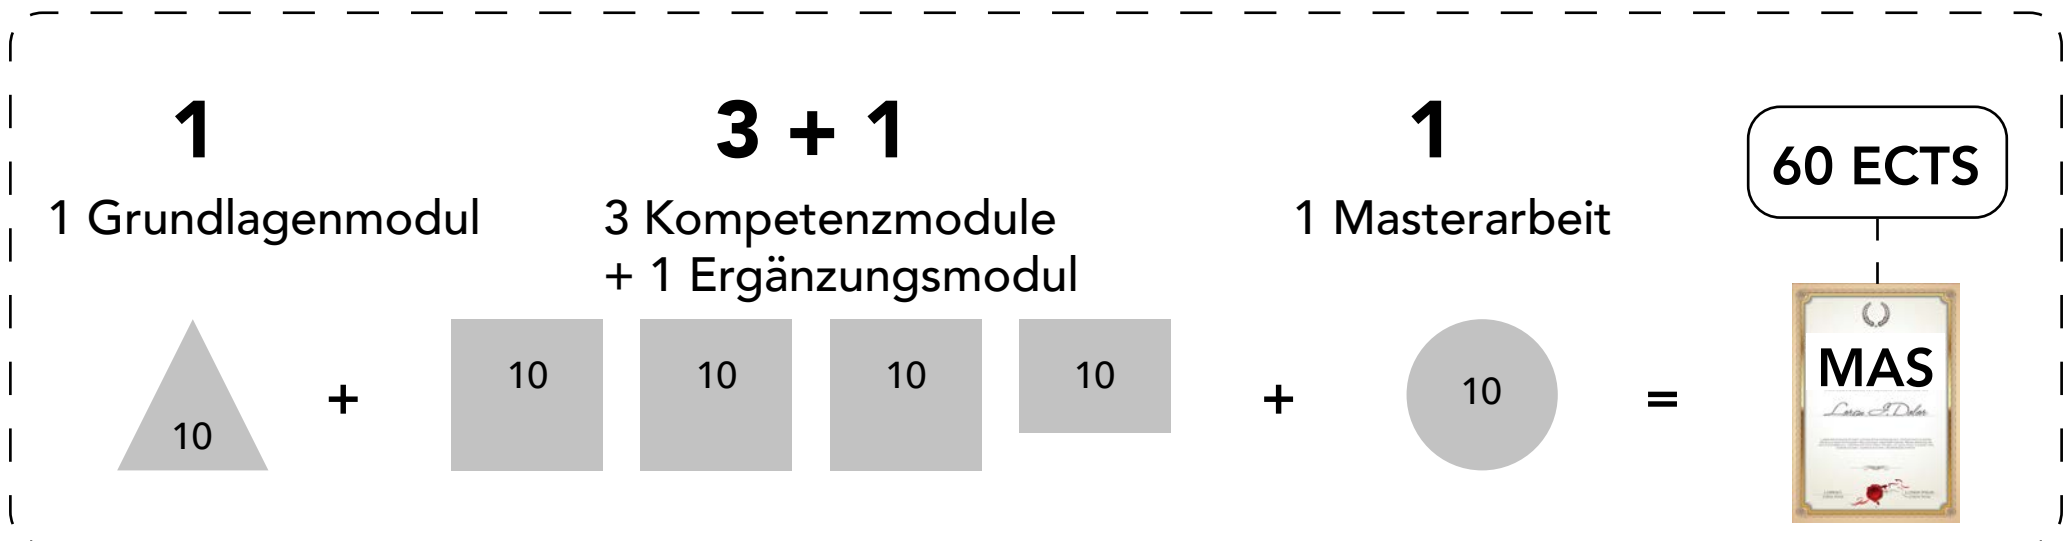 1
1 Grundlagenmodul
10
+
3 + 1
3 Kompetenzmodule
+ 1 Ergänzungsmodul
10 10 10 10
+
1
1 Masterarbeit
10
=
60 ECTS
MAS